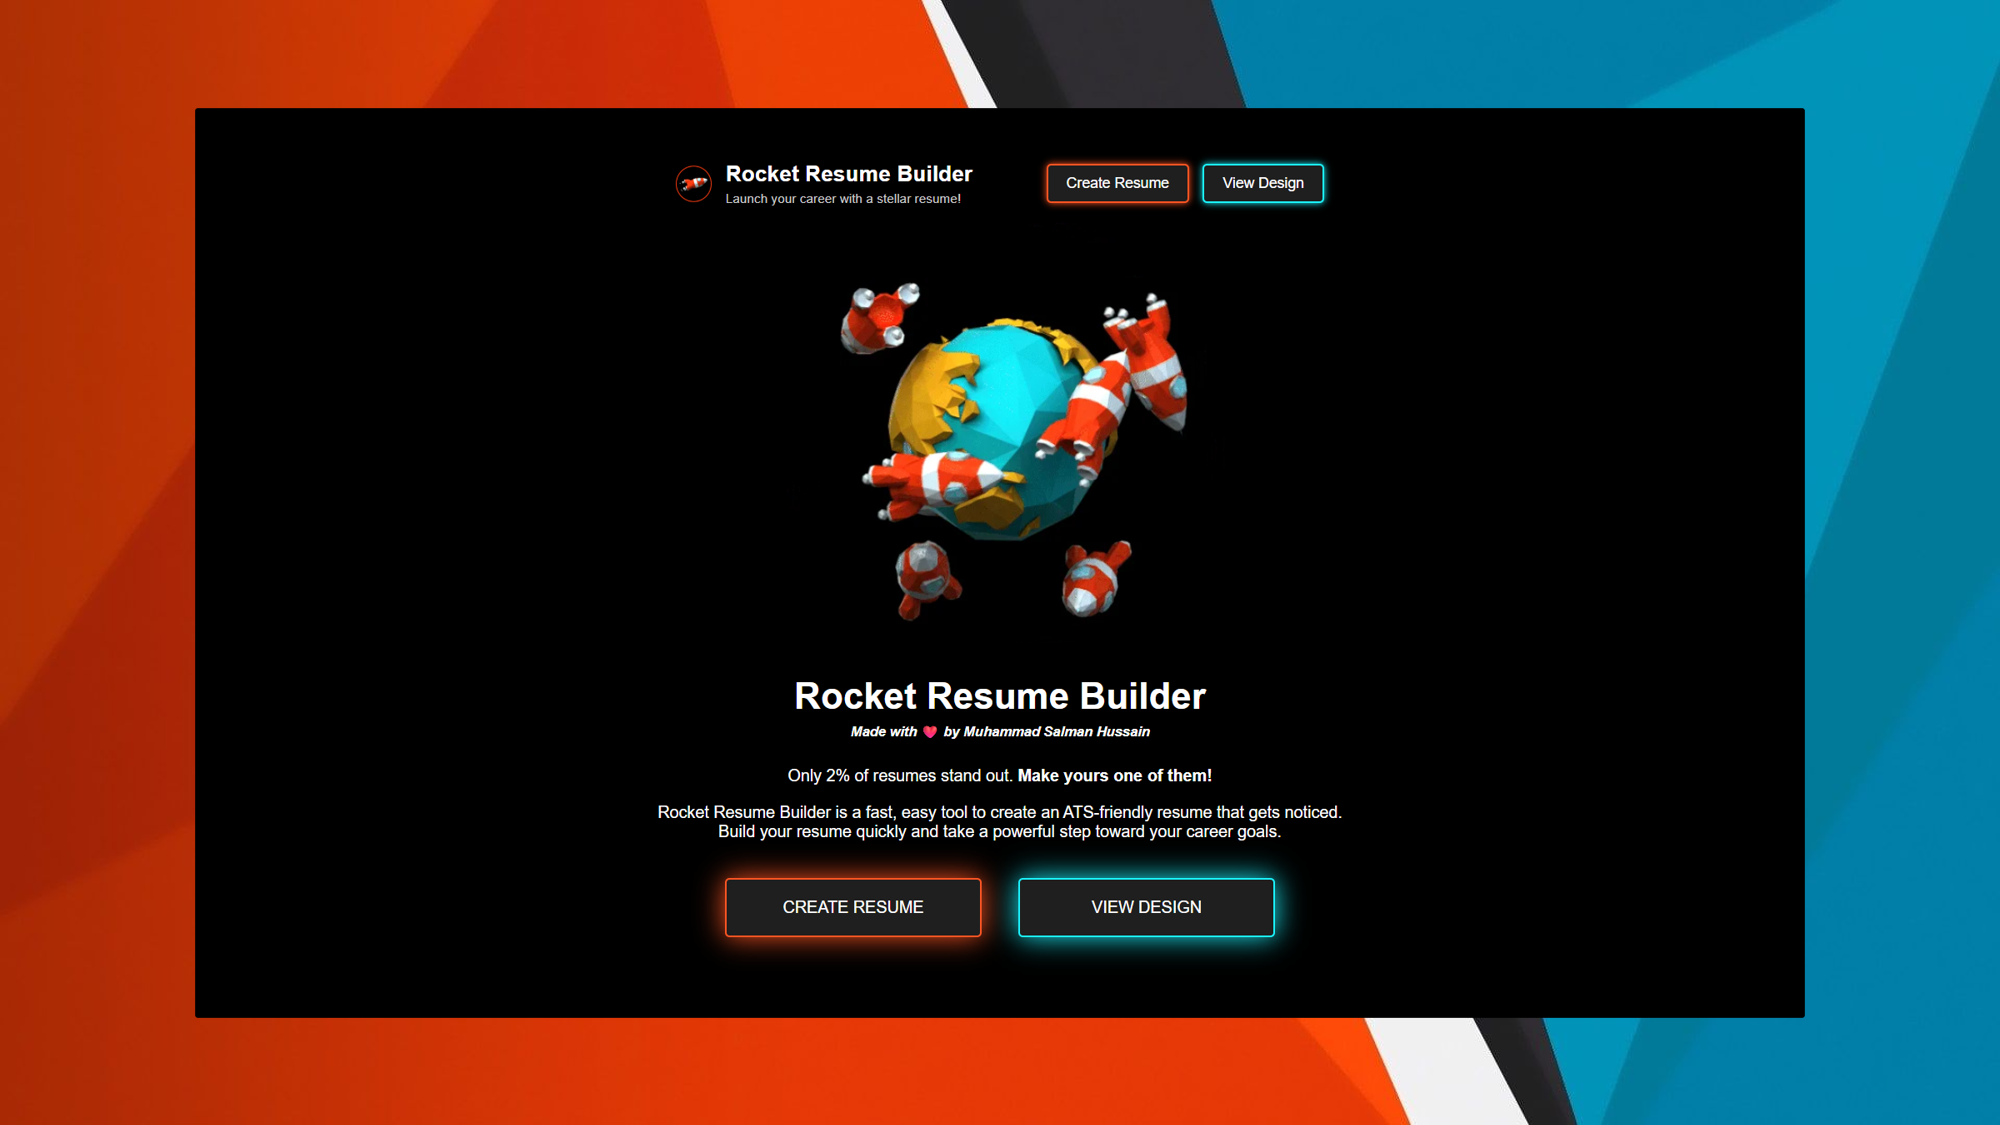 Rocket Resume Builder
Launch your career with a stellar resume!
Create Resume
View Design
Rocket Resume Builder
Made with ❤️ by Muhammad Salman Hussain
Only 2% of resumes stand out. Make yours one of them!
Rocket Resume Builder is a fast, easy tool to create an ATS-friendly resume that gets noticed.
Build your resume quickly and take a powerful step toward your career goals.
CREATE RESUME
VIEW DESIGN